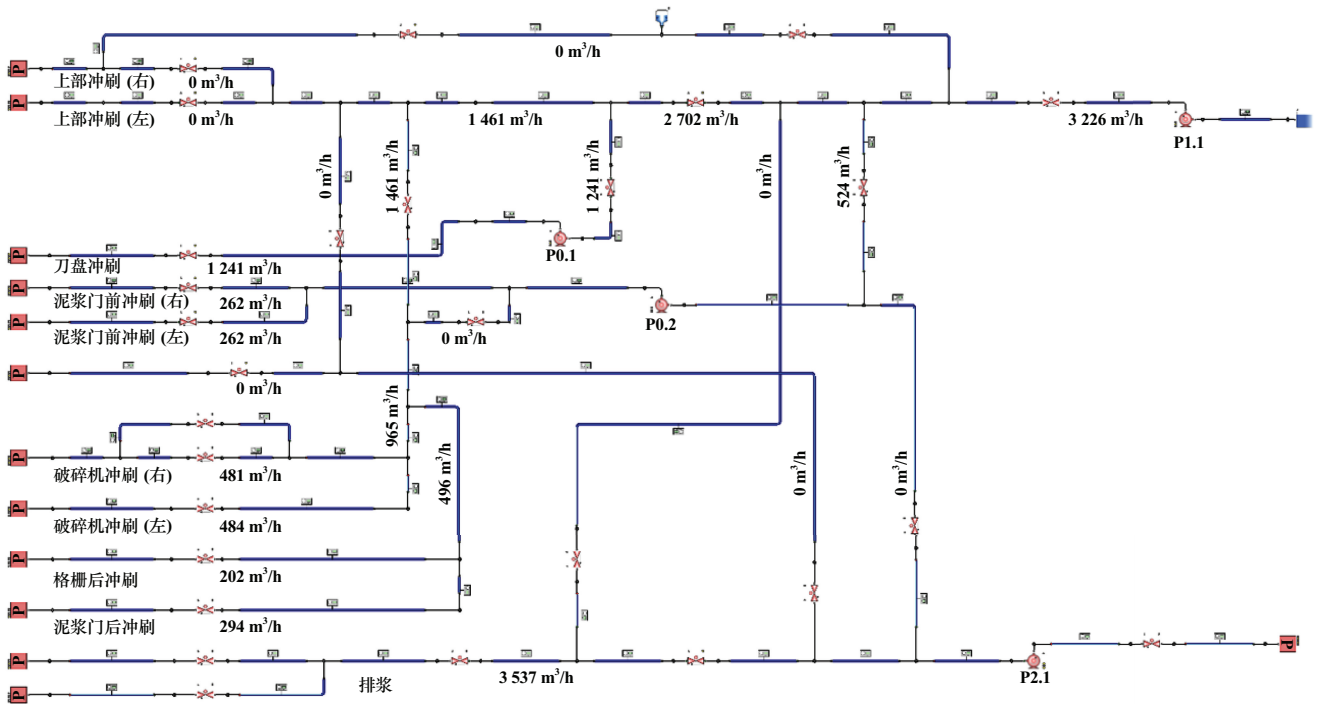 0 m³/h
上部冲刷 (右)
0 m³/h
上部冲刷 (左)
0 m³/h
1 461 m³/h
2 702 m³/h
3 226 m³/h
P1.1
0 m³/h
1 461 m³/h
1 241 m³/h
0 m³/h
524 m³/h
P0.1
刀盘冲刷
1 241 m³/h
泥浆门前冲刷 (右)
262 m³/h
P0.2
泥浆门前冲刷 (左)
262 m³/h
0 m³/h
0 m³/h
965 m³/h
496 m³/h
0 m³/h
0 m³/h
破碎机冲刷 (右)
481 m³/h
破碎机冲刷 (左)
484 m³/h
格栅后冲刷
202 m³/h
泥浆门后冲刷
294 m³/h
排浆
3 537 m³/h
P2.1
P
P
P
P
P
P
P
P
P
P
P
P
P